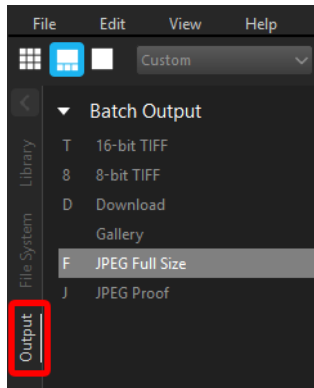 File Edit View Help
Custom
Batch Output
T 16-bit TIFF
8 8-bit TIFF
D Download
Gallery
F JPEG Full Size
J JPEG Proof
Library
File System
Output